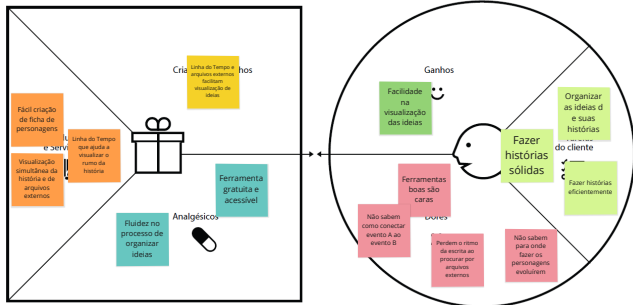 Linha do Tempo e
arquivos externos
facilitam
visualização de
ideias
Fácil criação
de ficha de
personagens
Linha do Tempo
que ajuda a
visualizar o
rumo da
história
Visualização
simultânea da
história e de
arquivos
externos
e Servi
Ferramenta
gratuita e
acessível
Analgésicos
Fluidez no
processo de
organizar
ideias
Ganhos
Facilidade
na
visualização
das ideias
Organizar
as ideias d
e suas
histórias
Fazer
histórias
sólidas
do cliente
Fazer histórias
eficientemente
Ferramentas
boas são
caras
Não sabem
como conectar
evento A ao
evento B
Perdem o ritmo
da escrita ao
procurar por
arquivos
externos
Não sabem
para onde
fazer os
personagens
evoluírem